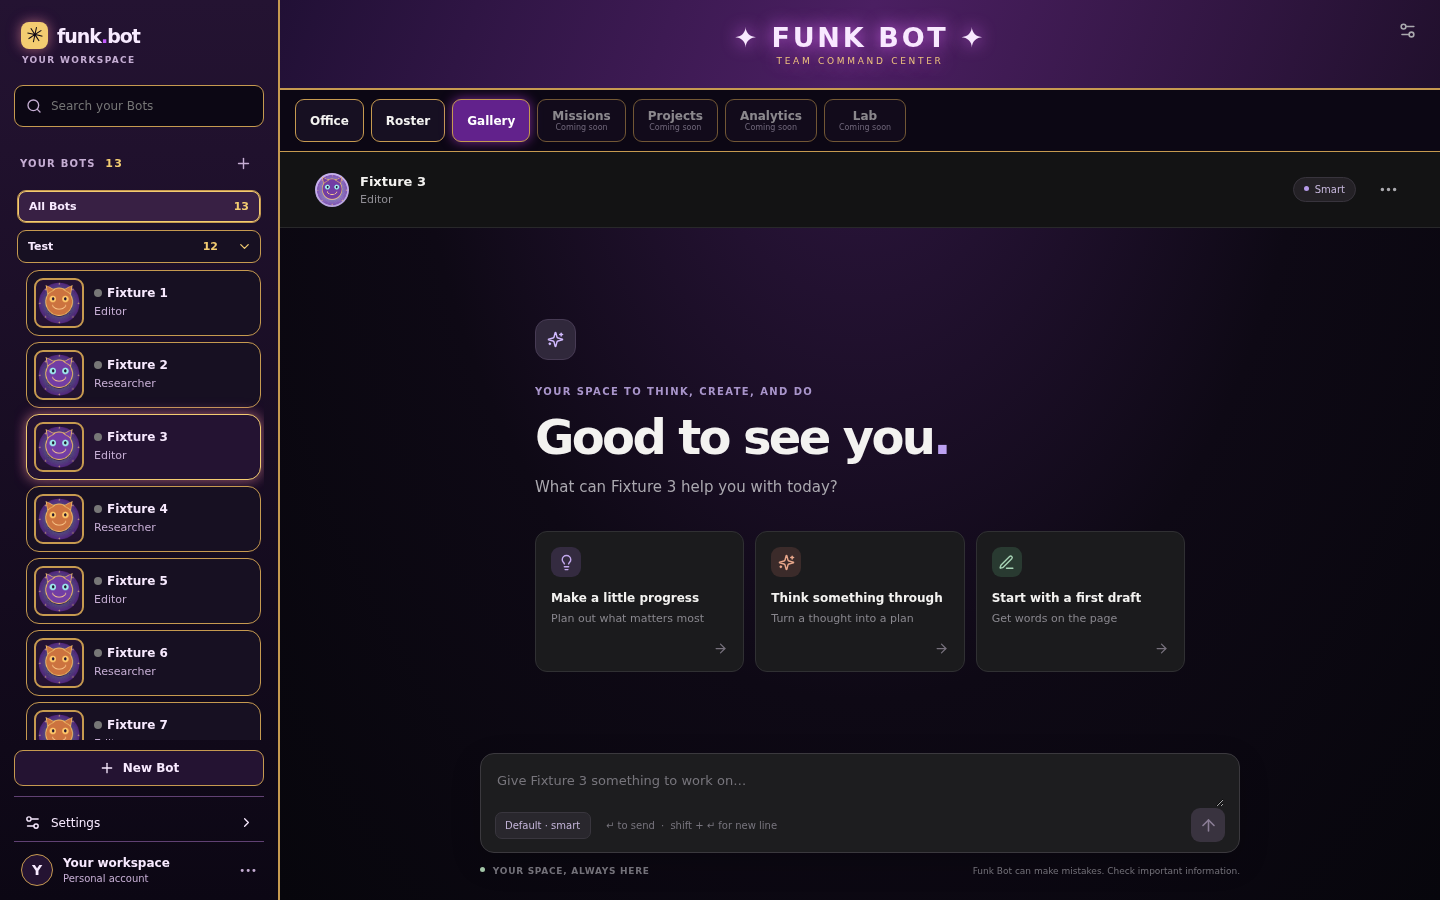 funk.bot
YOUR WORKSPACE
Search your Bots
YOUR BOTS 13
All Bots 13
Test 12
Fixture 1
Editor
Fixture 2
Researcher
Fixture 3
Editor
Fixture 4
Researcher
Fixture 5
Editor
Fixture 6
Researcher
Fixture 7
+ New Bot
Settings
Y
Your workspace
Personal account
✦ FUNK BOT ✦
TEAM COMMAND CENTER
Office
Roster
Gallery
Missions
Coming soon
Projects
Coming soon
Analytics
Coming soon
Lab
Coming soon
Fixture 3
Editor
Smart
YOUR SPACE TO THINK, CREATE, AND DO
Good to see you.
What can Fixture 3 help you with today?
Make a little progress
Plan out what matters most
Think something through
Turn a thought into a plan
Start with a first draft
Get words on the page
Give Fixture 3 something to work on…
Default · smart
↵ to send · shift + ↵ for new line
YOUR SPACE, ALWAYS HERE
Funk Bot can make mistakes. Check important information.